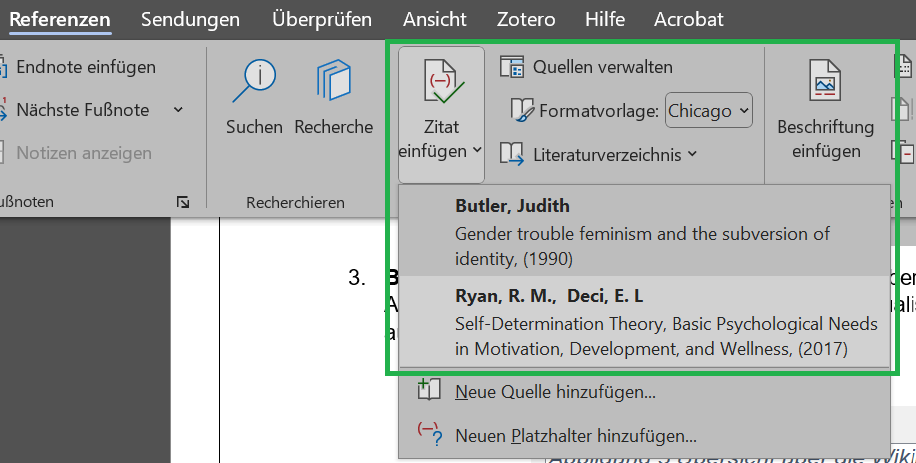 Referenzen Sendungen Überprüfen Ansicht Zotero Hilfe Acrobat
Endnote einfügen
Nächste Fußnote
Notizen anzeigen
Suchen Recherche
Recherchieren
Zitat
einfügen
Quellen verwalten
Formatvorlage: Chicago
Literaturverzeichnis
Beschriftung
einfügen
Butler, Judith
Gender trouble feminism and the subversion of
identity, (1990)
Ryan, R. M., Deci, E. L
Self-Determination Theory, Basic Psychological Needs
in Motivation, Development, and Wellness, (2017)
Neue Quelle hinzufügen...
Neuen Platzhalter hinzufügen...
3.